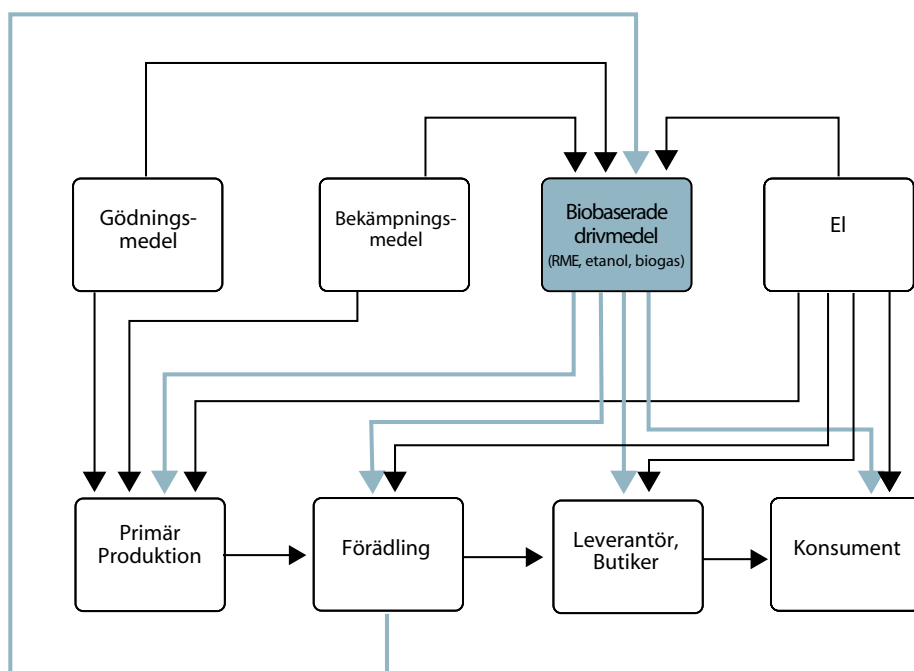 Gödnings-
medel
Bekämpnings-
medel
Biobaserade
drivmedel
(RME, etanol, biogas)
El
Primär
Produktion
Förädling
Leverantör,
Butiker
Konsument